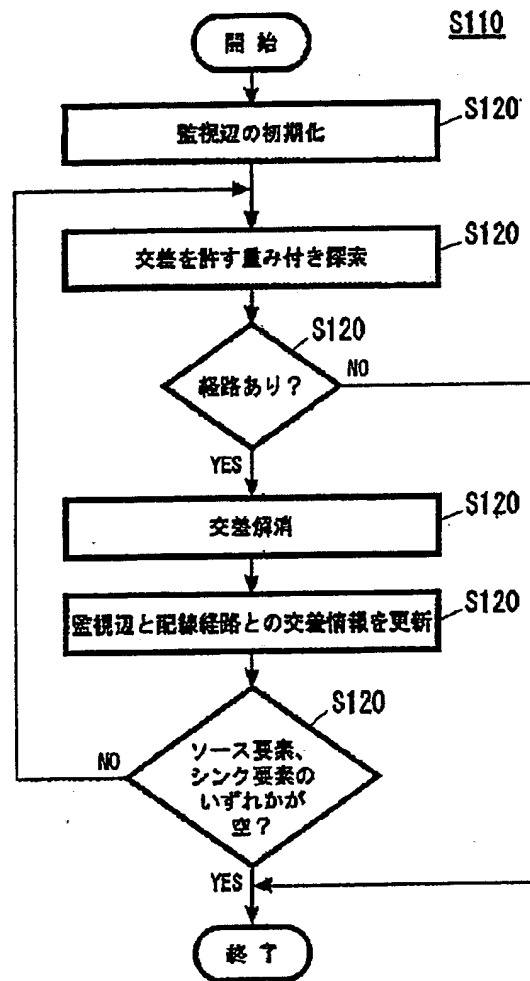 S110
開始
S120
監視辺の初期化
S120
交差を許す重み付き探索
S120
経路あり？
NO
YES
S120
交差解消
S120
監視辺と配線経路との交差情報を更新
S120
ソース要素、
シンク要素の
いずれかが
空？
NO
YES
終了